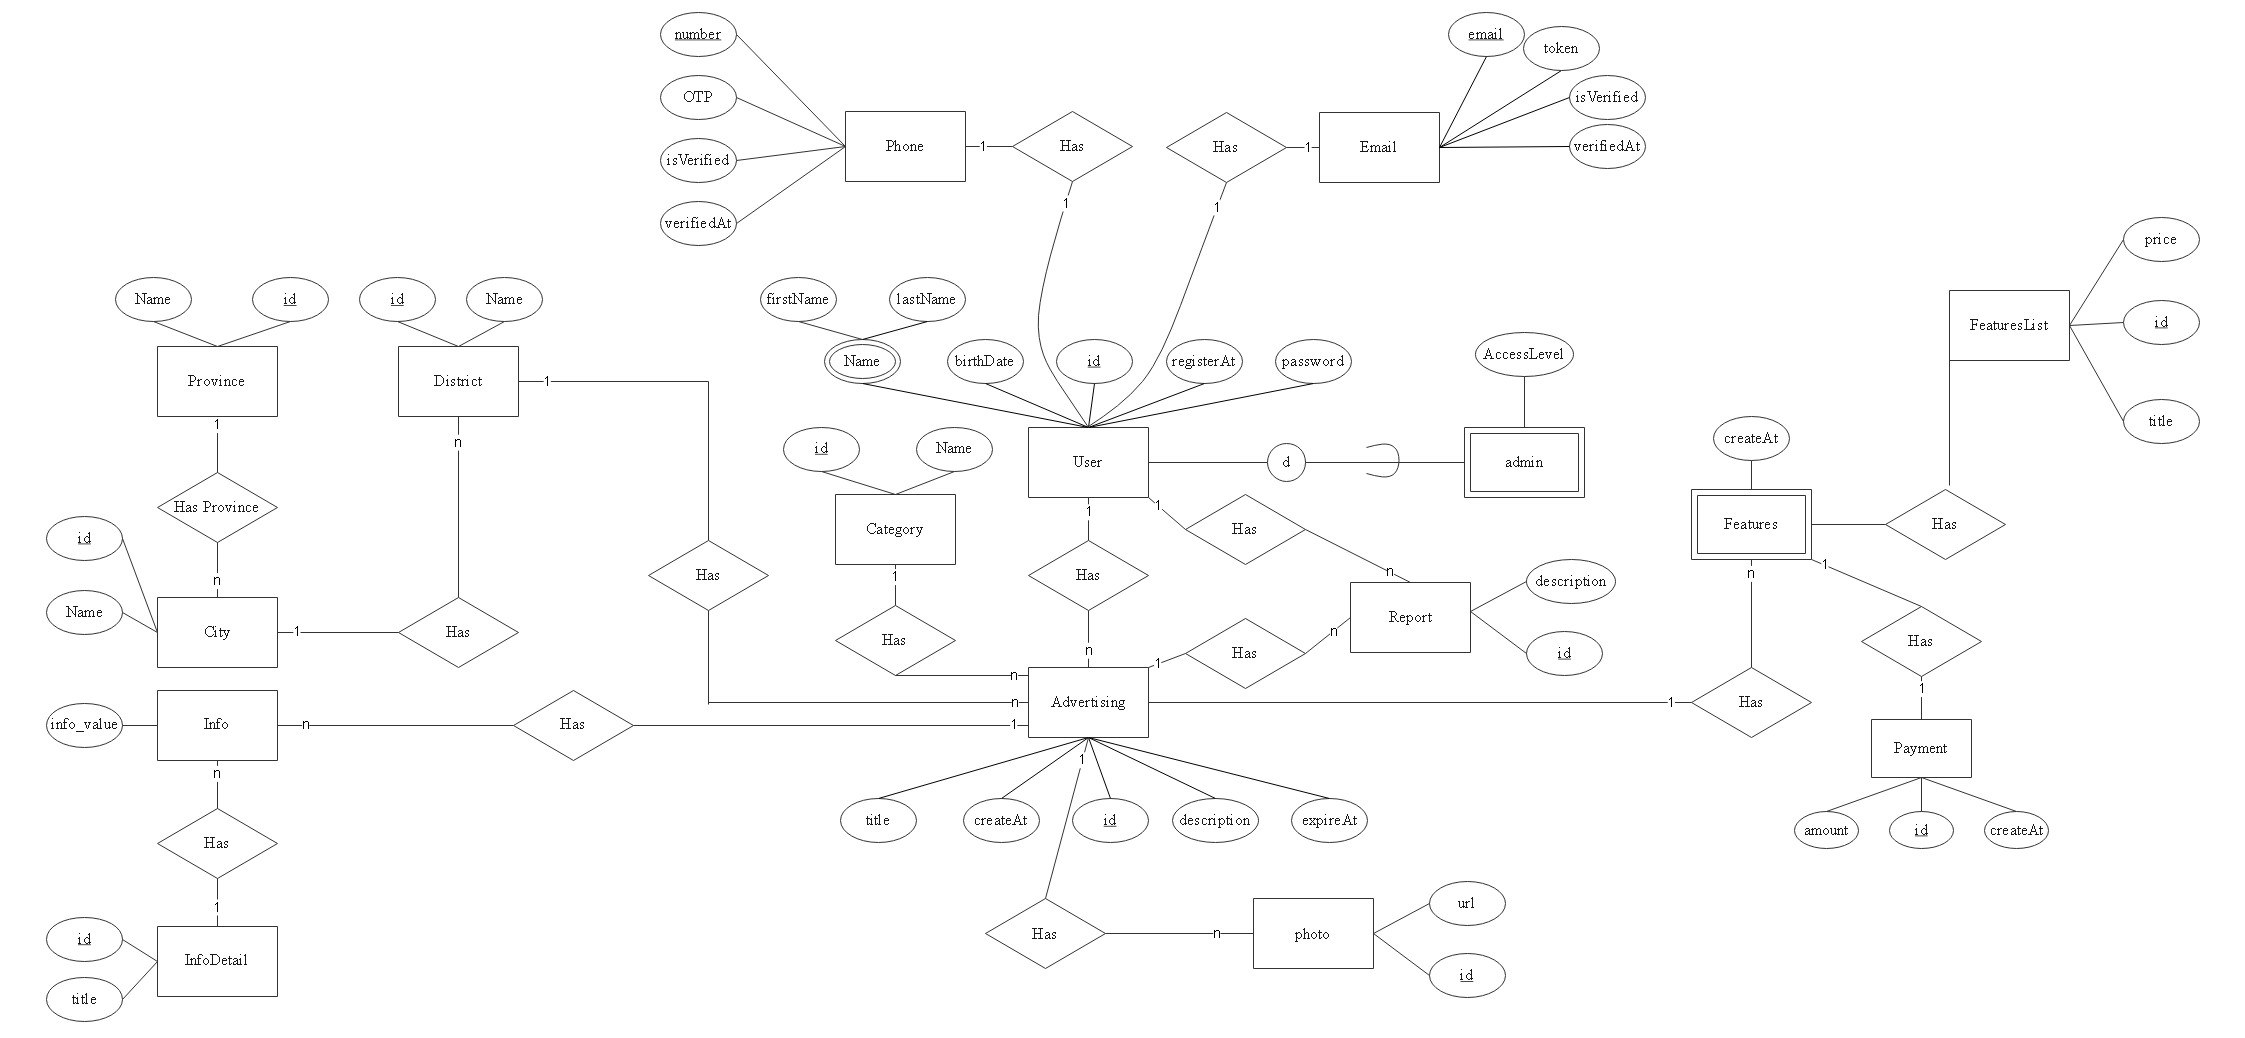 number
email
token
OTP
isVerified
Phone
1
Has
Has
1
Email
verifiedAt
isVerified
1
1
verifiedAt
price
Name
id
id
Name
firstName
lastName
FeaturesList
id
Name
birthDate
id
registerAt
password
AccessLevel
Province
District
1
title
1
n
id
Name
createAt
User
d
admin
Has Province
1
1
Category
Has
Features
Has
id
n
1
Has
Has
n
n
1
description
Name
City
1
Has
Has
n
Report
Has
n
1
Has
id
n
n
Advertising
1
Has
1
Info
info_value
n
Has
1
Payment
n
1
title
createAt
id
description
expireAt
amount
id
createAt
Has
1
url
id
Has
n
photo
InfoDetail
title
id